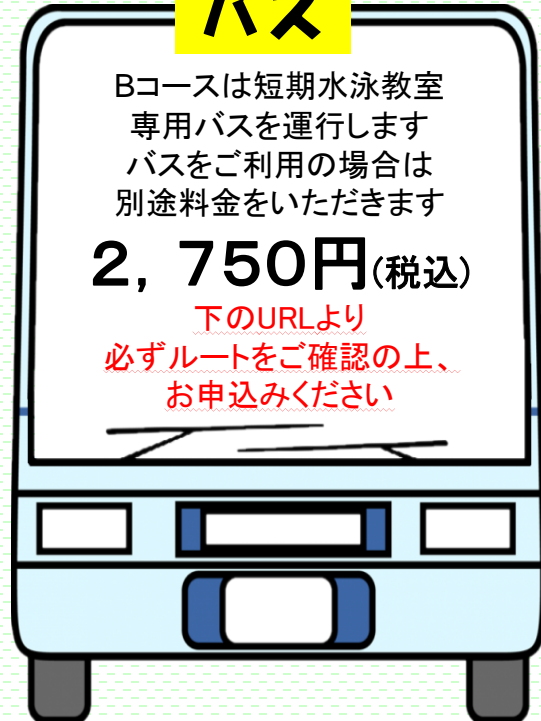 バス
Bコースは短期水泳教室
専用バスを運行します
バスをご利用の場合は
別途料金をいただきます
２，７５０円(税込)
下のURLより
必ずルートをご確認の上、
お申込みください